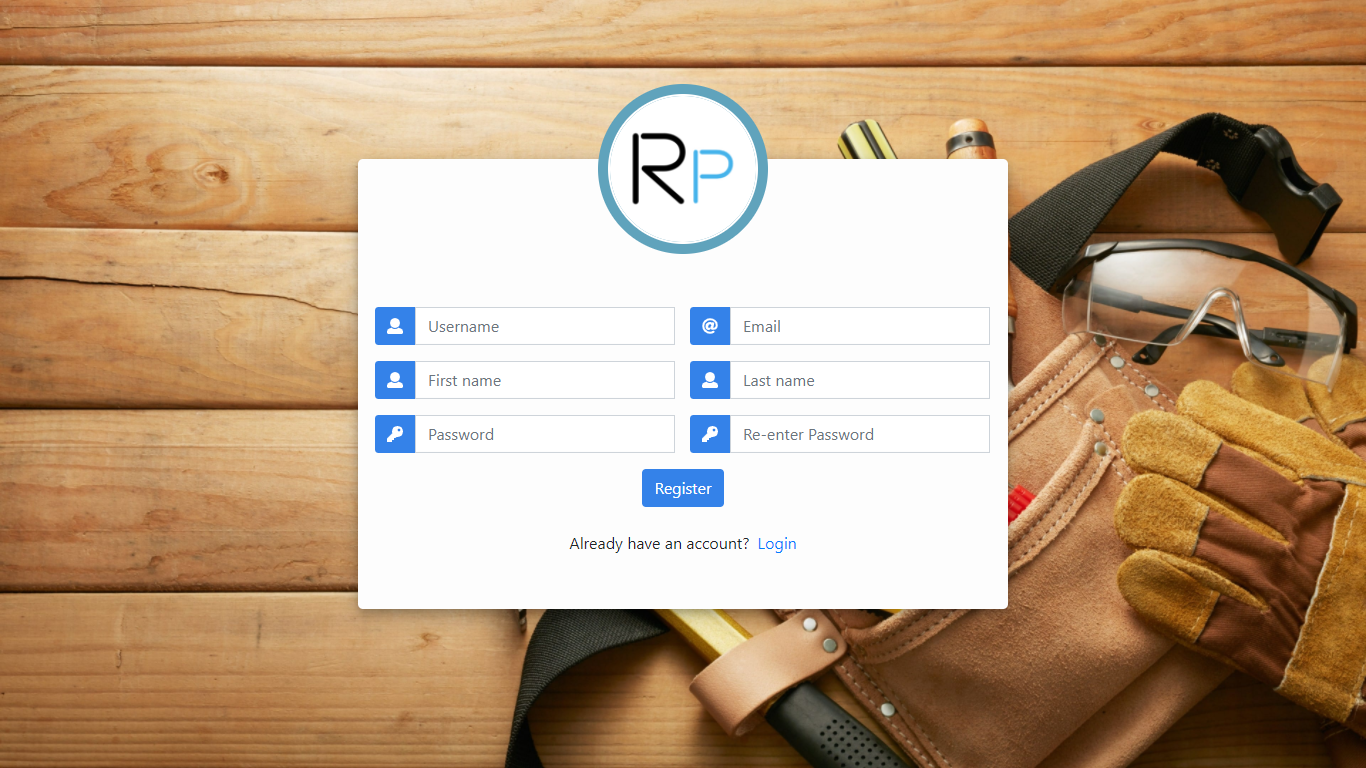 RP
Username
Email
First name
Last name
Password
Re-enter Password
Register
Already have an account? Login